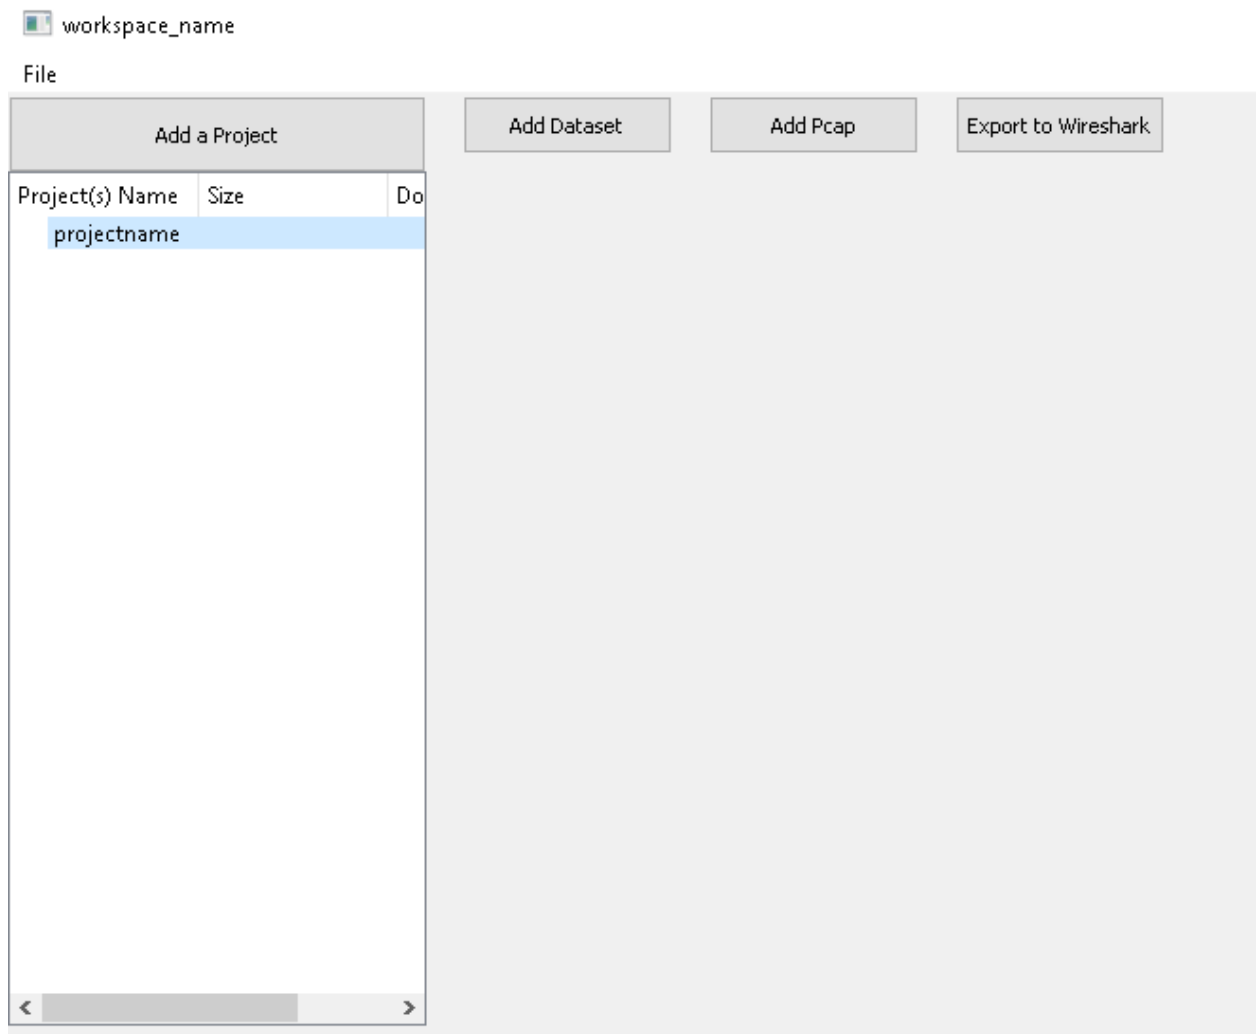 workspace_name
File
Add a Project
Add Dataset
Add Pcap
Export to Wireshark
Project(s) Name
Size
Do
projectname